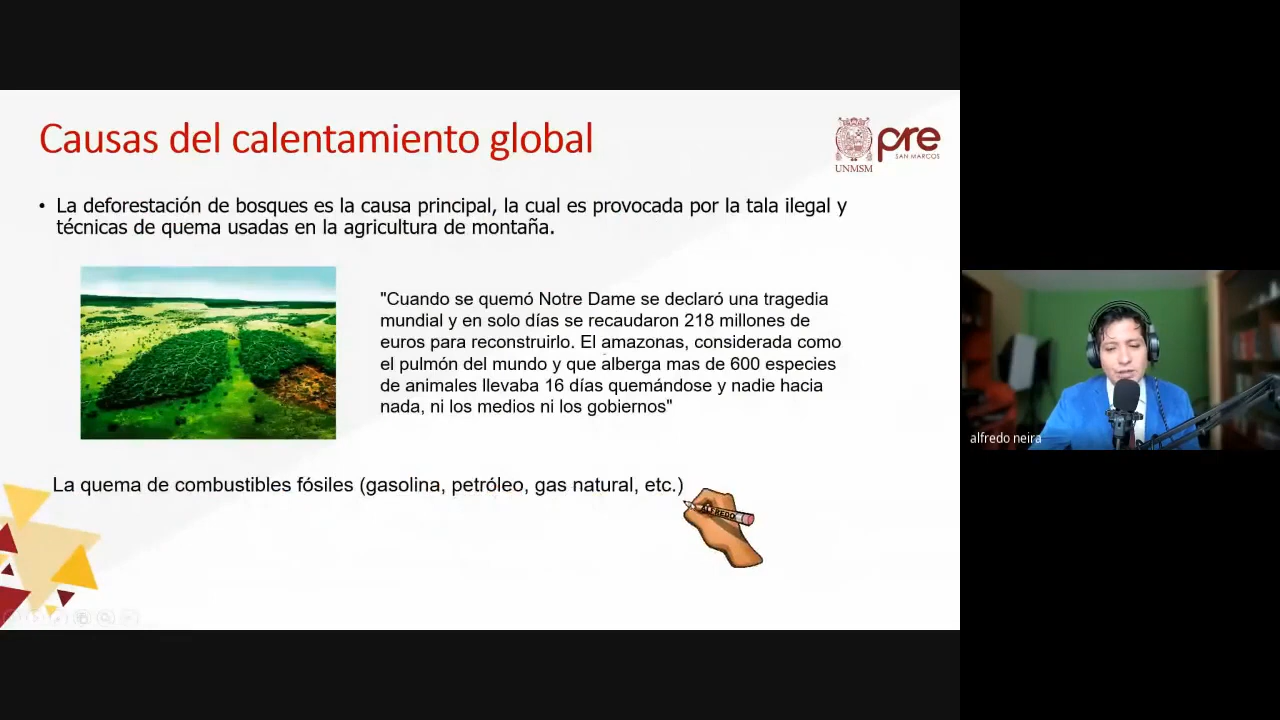 Causas del calentamiento global
UNMSM
pre
SAN MARCOS
• La deforestación de bosques es la causa principal, la cual es provocada por la tala ilegal y
técnicas de quema usadas en la agricultura de montaña.
"Cuando se quemó Notre Dame se declaró una tragedia
mundial y en solo días se recaudaron 218 millones de
euros para reconstruirlo. El amazonas, considerada como
el pulmón del mundo y que alberga mas de 600 especies
de animales llevaba 16 días quemándose y nadie hacia
nada, ni los medios ni los gobiernos"
La quema de combustibles fósiles (gasolina, petróleo, gas natural, etc.)
ALFREDO
alfredo neira